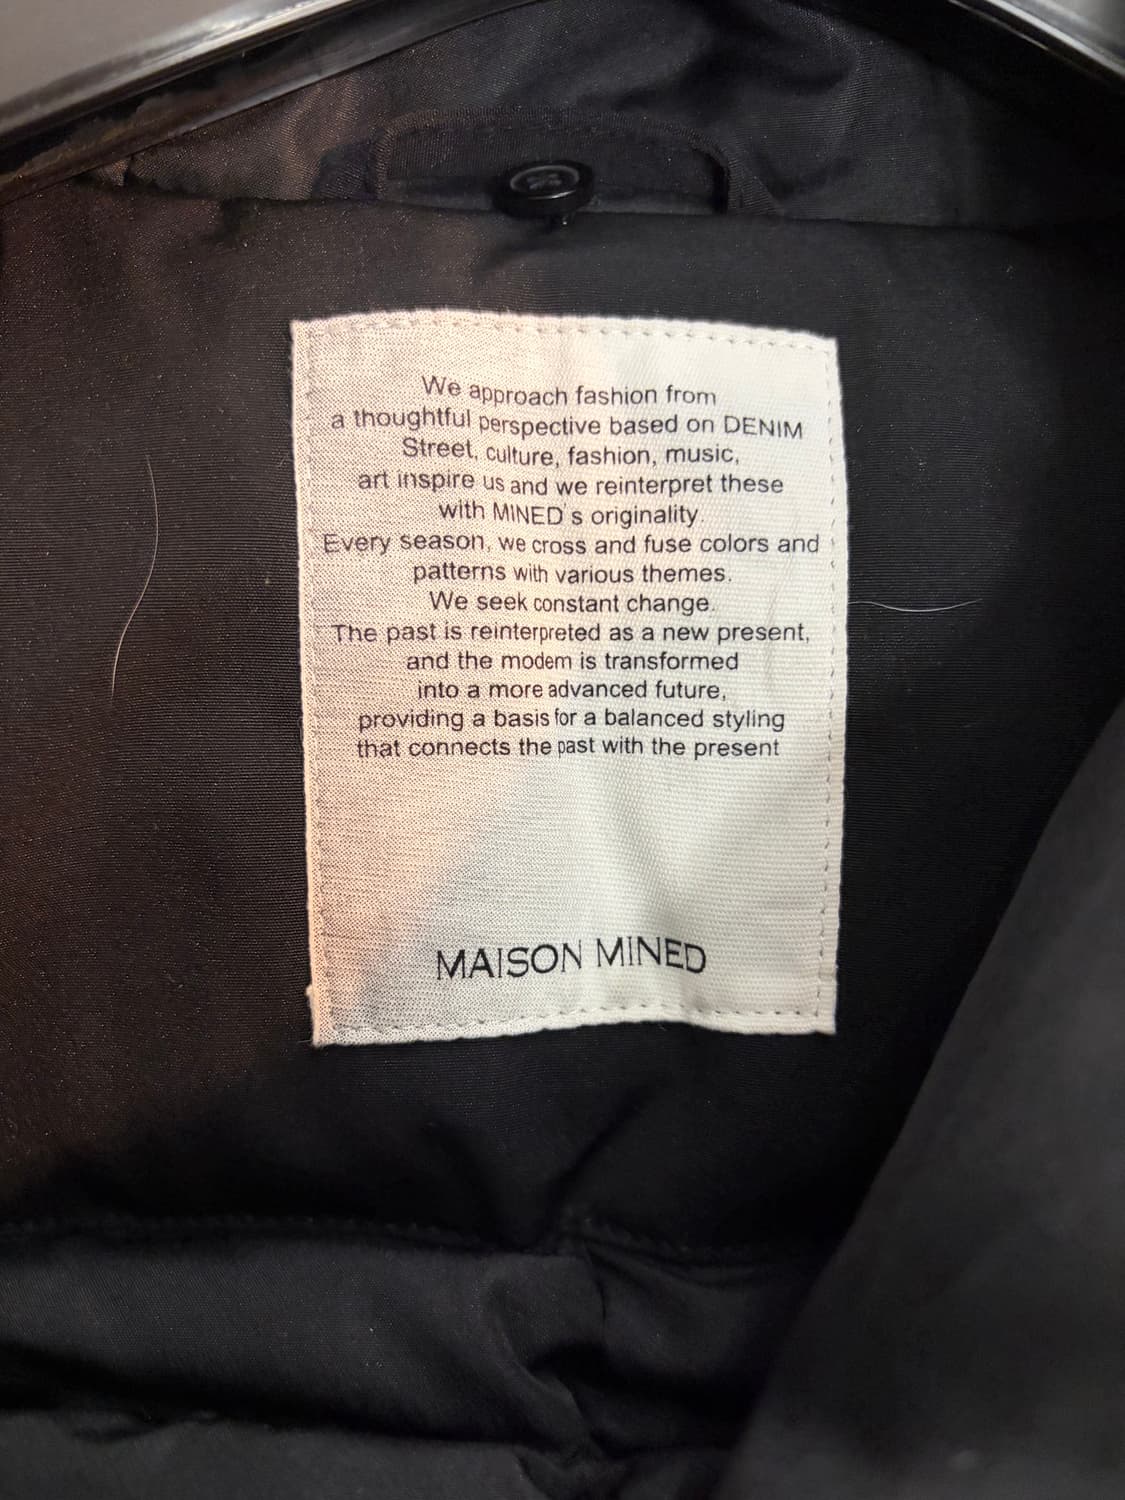 We approach fashion from
a thoughtful perspective based on DENIM
Street, culture, fashion, music,
art inspire us and we reinterpret these
with MINED's originality.
Every season, we cross and fuse colors and
patterns with various themes.
We seek constant change.
The past is reinterpreted as a new present,
and the modern is transformed
into a more advanced future,
providing a basis for a balanced styling
that connects the past with the present
MAISON MINED